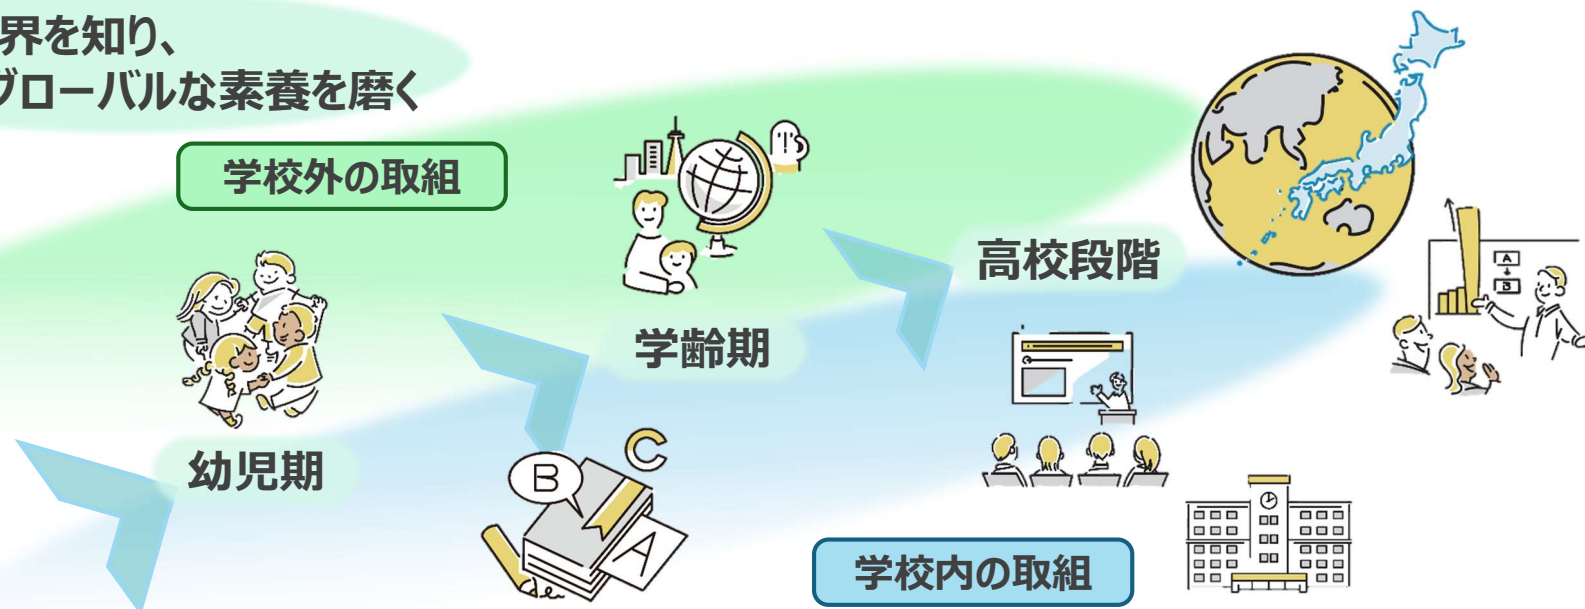 界を知り、
グローバルな素養を磨く
学校外の取組
高校段階
学齢期
幼児期
学校内の取組
A
B
C
B
A